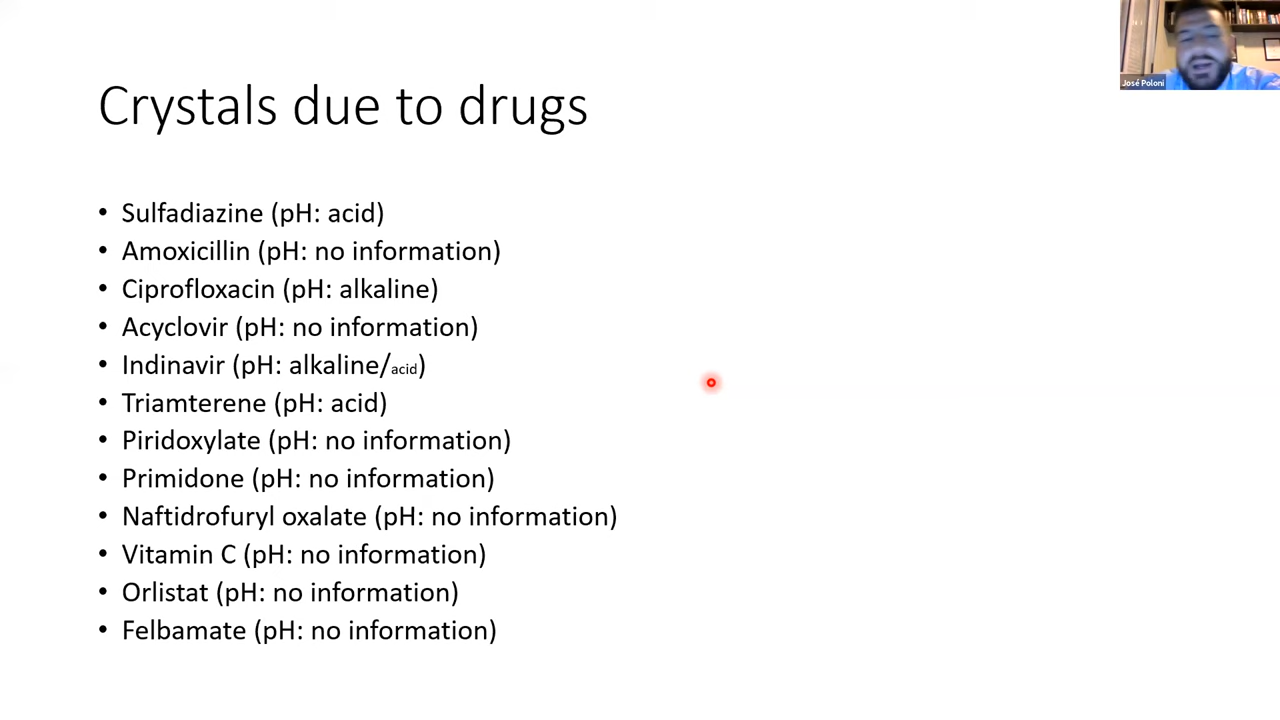 José Poloni
Crystals due to drugs
• Sulfadiazine (pH: acid)
• Amoxicillin (pH: no information)
• Ciprofloxacin (pH: alkaline)
• Acyclovir (pH: no information)
• Indinavir (pH: alkaline/acid)
• Triamterene (pH: acid)
• Piridoxylate (pH: no information)
• Primidone (pH: no information)
• Naftidrofuryl oxalate (pH: no information)
• Vitamin C (pH: no information)
• Orlistat (pH: no information)
• Felbamate (pH: no information)